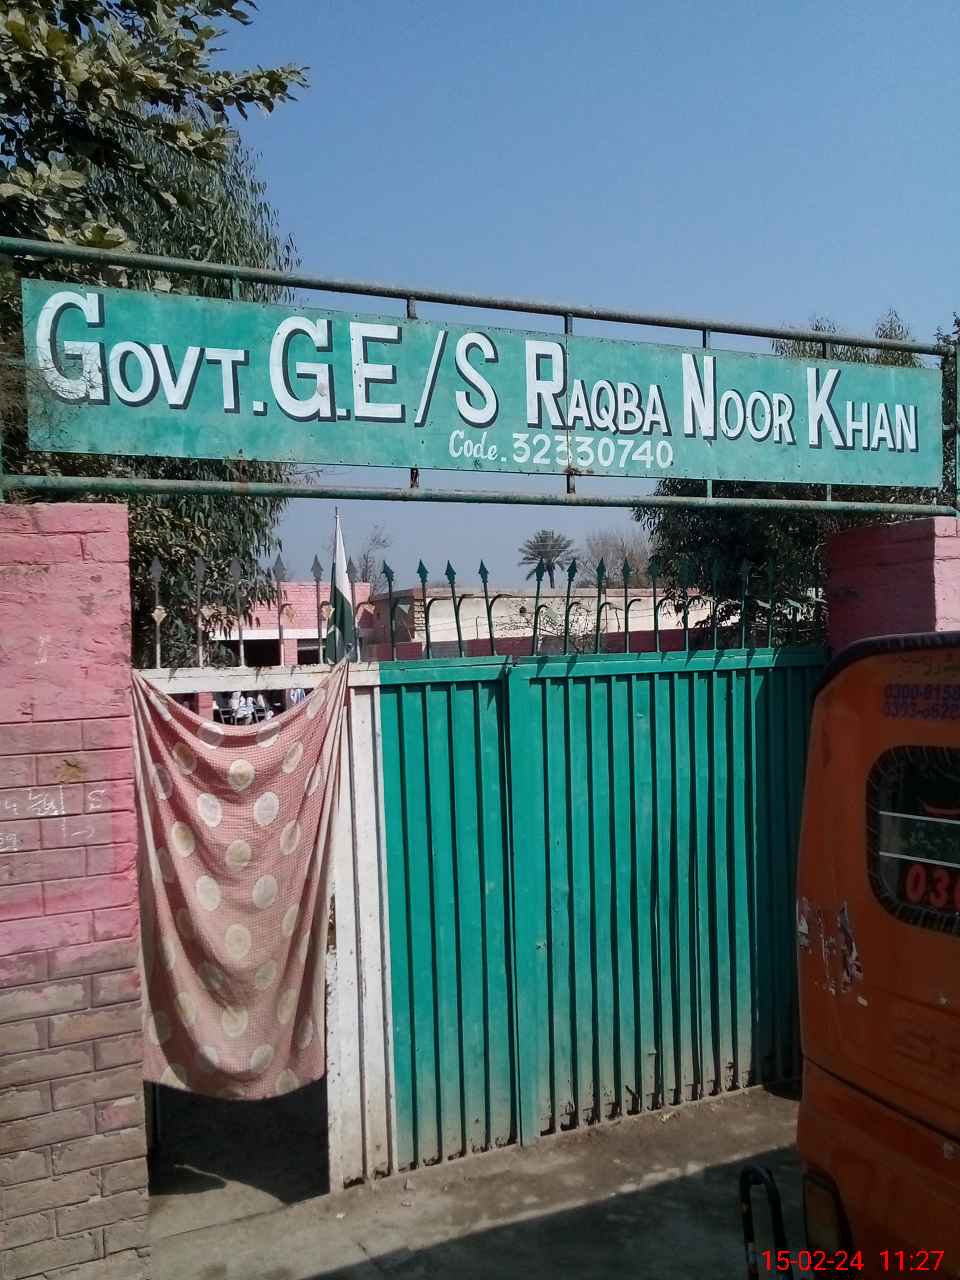 GOVT. G.E/S RAQBA NOOR KHAN
Code. 32330740
15-02-24 11:27